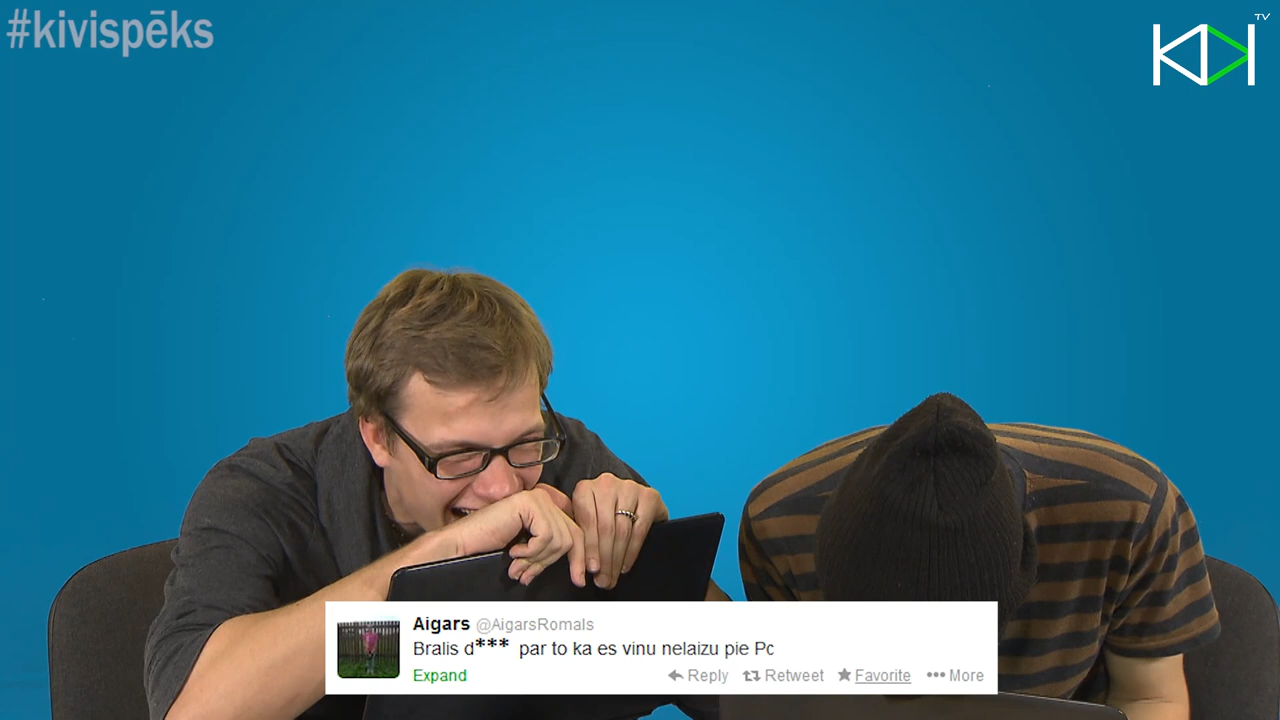 #kivispēks
TV
Aigars @AigarsRomals
Bralis d*** par to ka es vinu nelaizu pie Pc
Expand Reply Retweet Favorite More